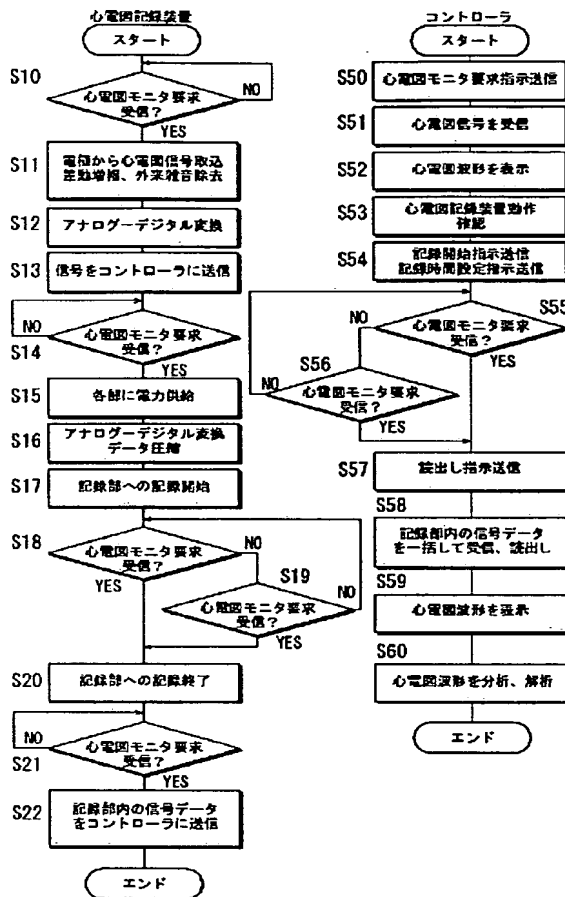 心電図記録装置
スタート
S10
心電図モニタ要求
受信？
NO
YES
S11
電極から心電図信号取込
差動増幅、外来雑音除去
S12
アナログーデジタル変換
S13
信号をコントローラに送信
NO
心電図モニタ要求
受信？
S14
YES
S15
各部に電力供給
S16
アナログーデジタル変換
データ圧縮
S17
記録部への記録開始
S18
心電図モニタ要求
受信？
NO
YES
S19
心電図モニタ要求
受信？
NO
YES
S20
記録部への記録終了
NO
心電図モニタ要求
受信？
S21
YES
S22
記録部内の信号データ
をコントローラに送信
エンド
コントローラ
スタート
S50
心電図モニタ要求指示送信
S51
心電図信号を受信
S52
心電図波形を表示
S53
心電図記録装置動作
確認
S54
記録開始指示送信
記録時間設定指示送信
S55
心電図モニタ要求
受信？
NO
YES
S56
心電図モニタ要求
受信？
NO
YES
S57
読出し指示送信
S58
記録部内の信号データ
を一括して受信、読出し
S59
心電図波形を表示
S60
心電図波形を分析、解析
エンド